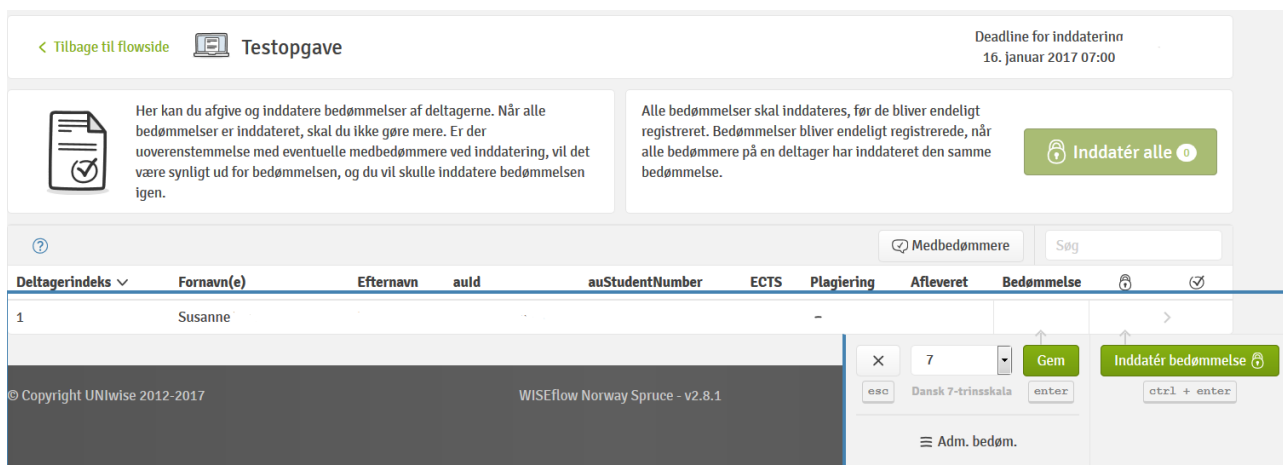 Tilbage til flowside
Testopgave
Deadline for inddatering
16. januar 2017 07:00
Her kan du afgive og inddatere bedømmelser af deltagerne. Når alle
bedømmelser er inddateret, skal du ikke gøre mere. Er der
uoverenstemmelse med eventuelle medbedømmere ved inddatering, vil det
være synligt ud for bedømmelsen, og du vil skulle inddatere bedømmelsen
igen.
Alle bedømmelser skal inddateres, før de bliver endeligt
registreret. Bedømmelser bliver endeligt registrerede, når
alle bedømmere på en deltager har inddateret den samme
bedømmelse.
Inddatér alle 0
Medbedømmere
Søg
Deltagerindeks Fornavn(e) Efternavn auId auStudentNumber ECTS Plagiering Afleveret Bedømmelse
1 Susanne –
7 Gem Inddatér bedømmelse
esc Dansk 7-trinsskala enter ctrl + enter
Adm. bedøm.
© Copyright UNIwise 2012-2017 WISEflow Norway Spruce - v2.8.1